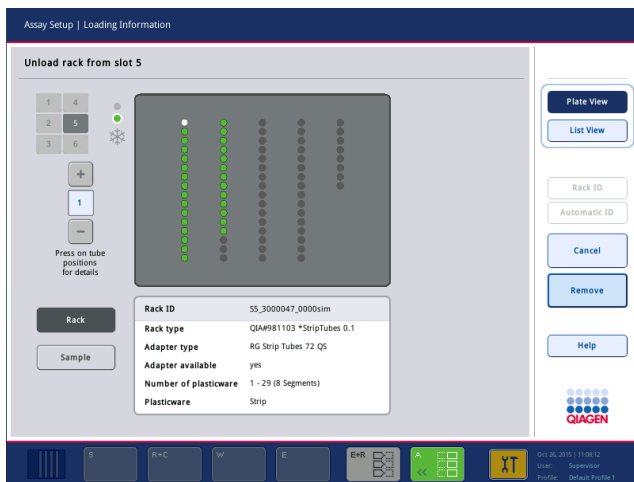 Assay Setup | Loading Information
Unload rack from slot 5
1 4
2 5
3 6
+
1
−
Press on tube
positions
for details
Rack
Sample
Rack ID S5_3000047_0000sim
Rack type QIA#981103 *StripTubes 0.1
Adapter type RG Strip Tubes 72 QS
Adapter available yes
Number of plasticware 1 - 29 (8 Segments)
Plasticware Strip
Plate View
List View
Rack ID
Automatic ID
Cancel
Remove
Help
QIAGEN
S
R+C
W
E
E+R
A
Oct 26, 2015 | 11:08:12
User: Supervisor
Profile: Default Profile 1